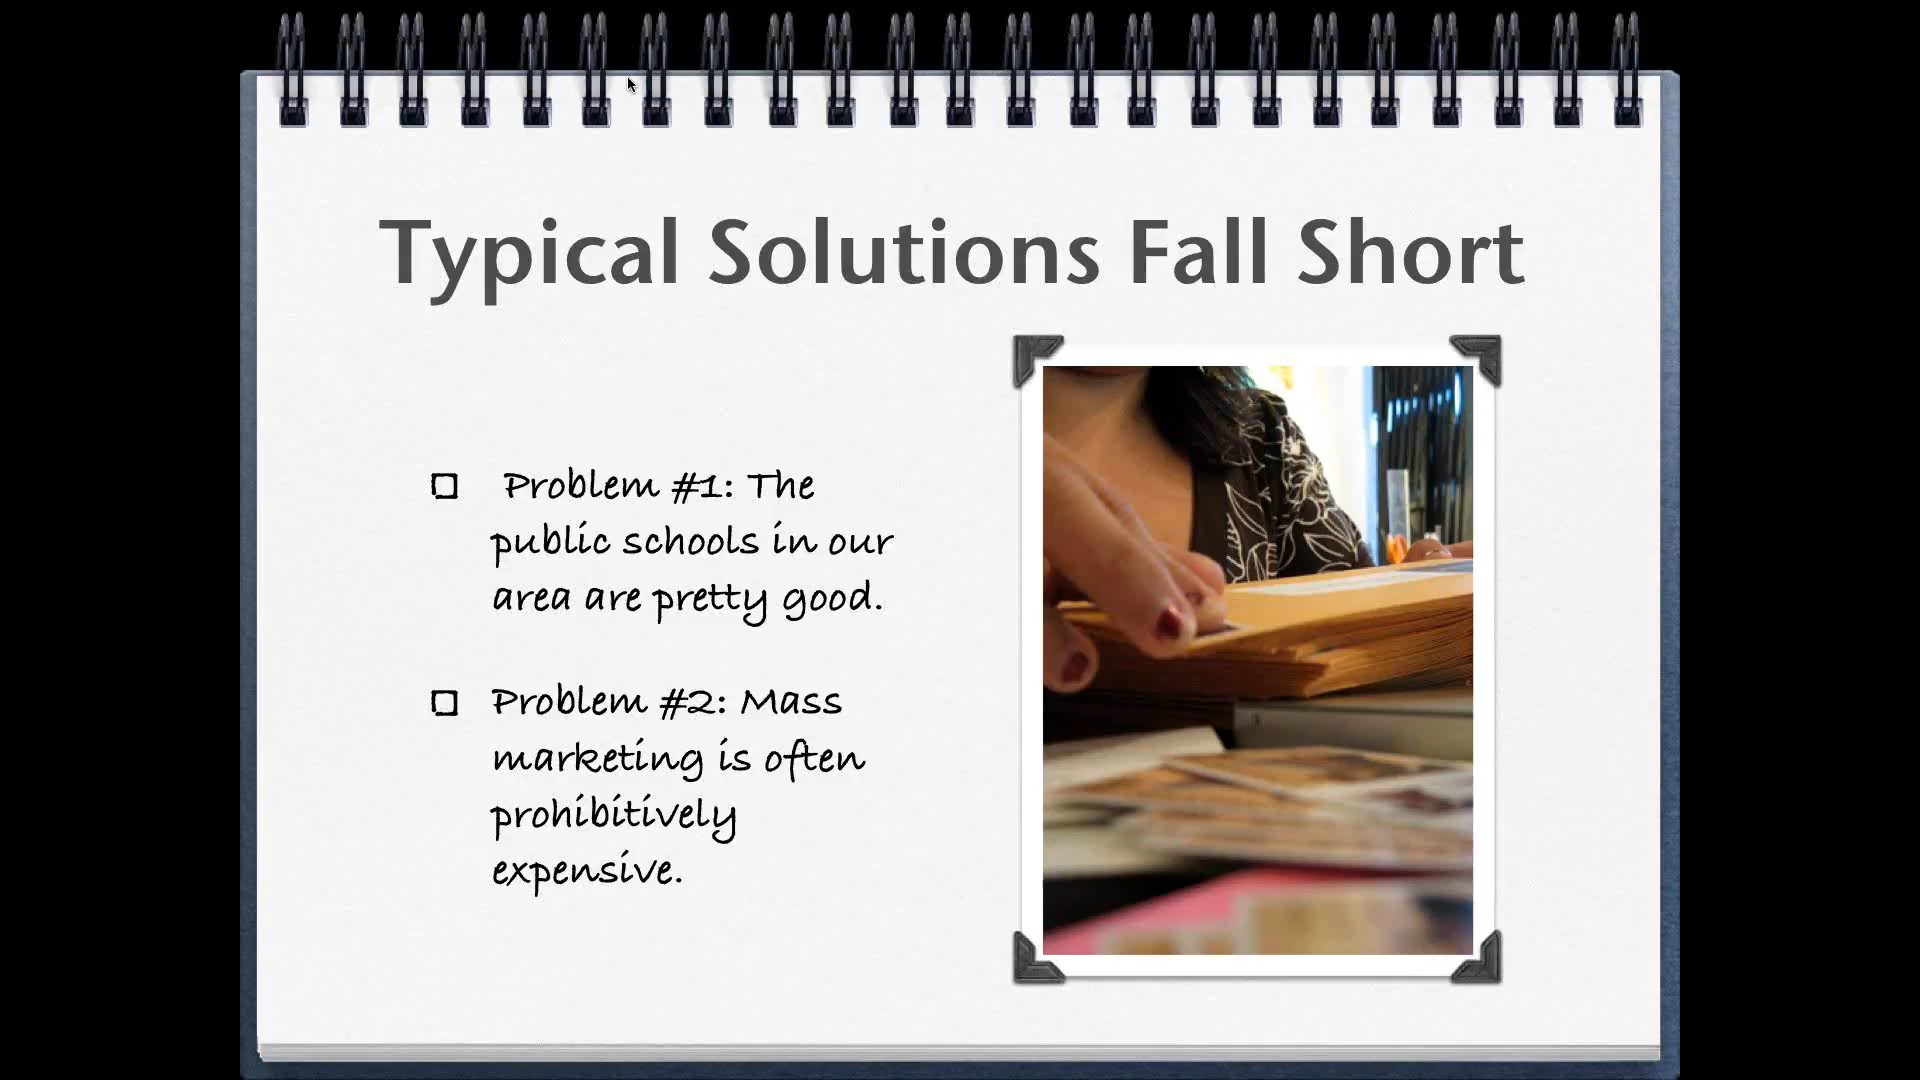 Typical Solutions Fall Short
Problem #1: The
public schools in our
area are pretty good.
Problem #2: Mass
marketing is often
prohibitively
expensive.